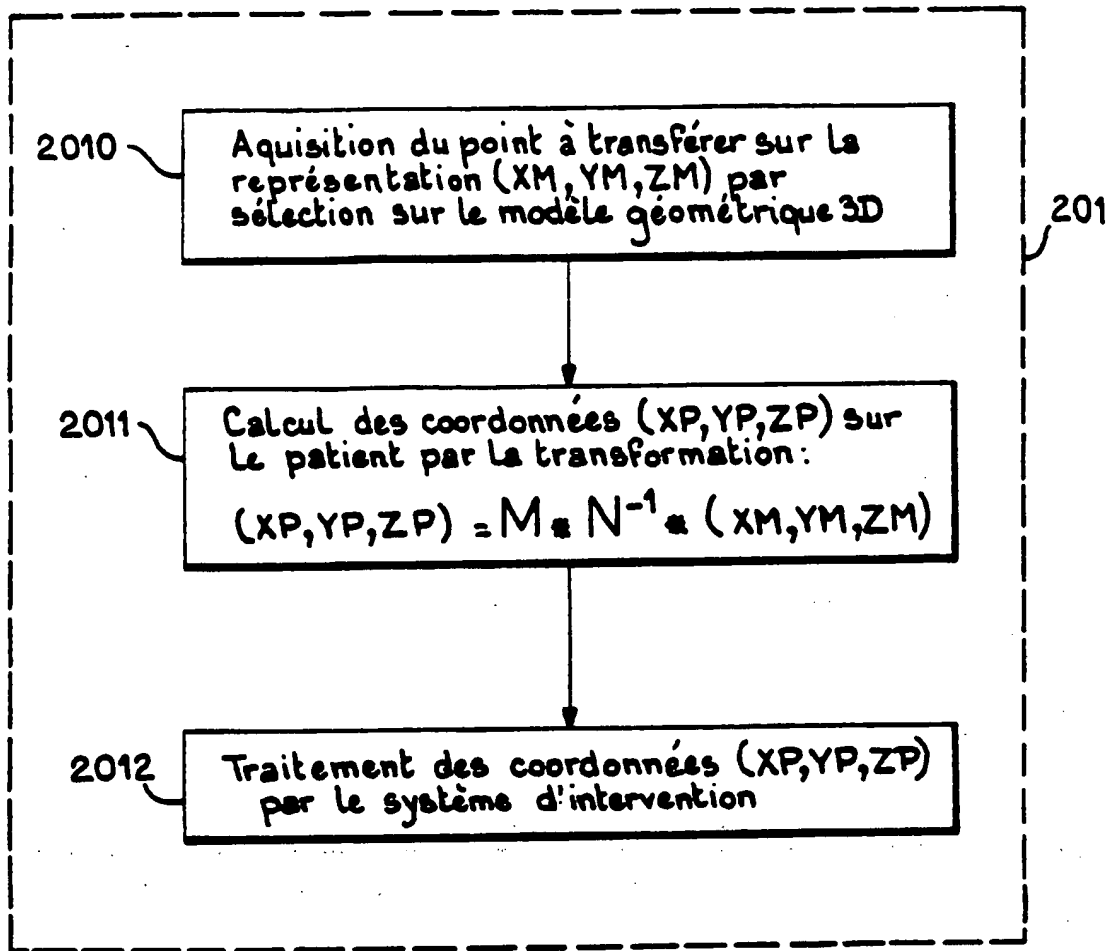 2010
Aquisition du point à transférer sur la
représentation (XM, YM, ZM) par
sélection sur le modèle géométrique 3D
201
2011
Calcul des coordonnées (XP, YP, ZP) sur
le patient par la transformation:
(XP, YP, ZP) = M * N⁻¹ * (XM, YM, ZM)
2012
Traitement des coordonnées (XP, YP, ZP)
par le système d'intervention